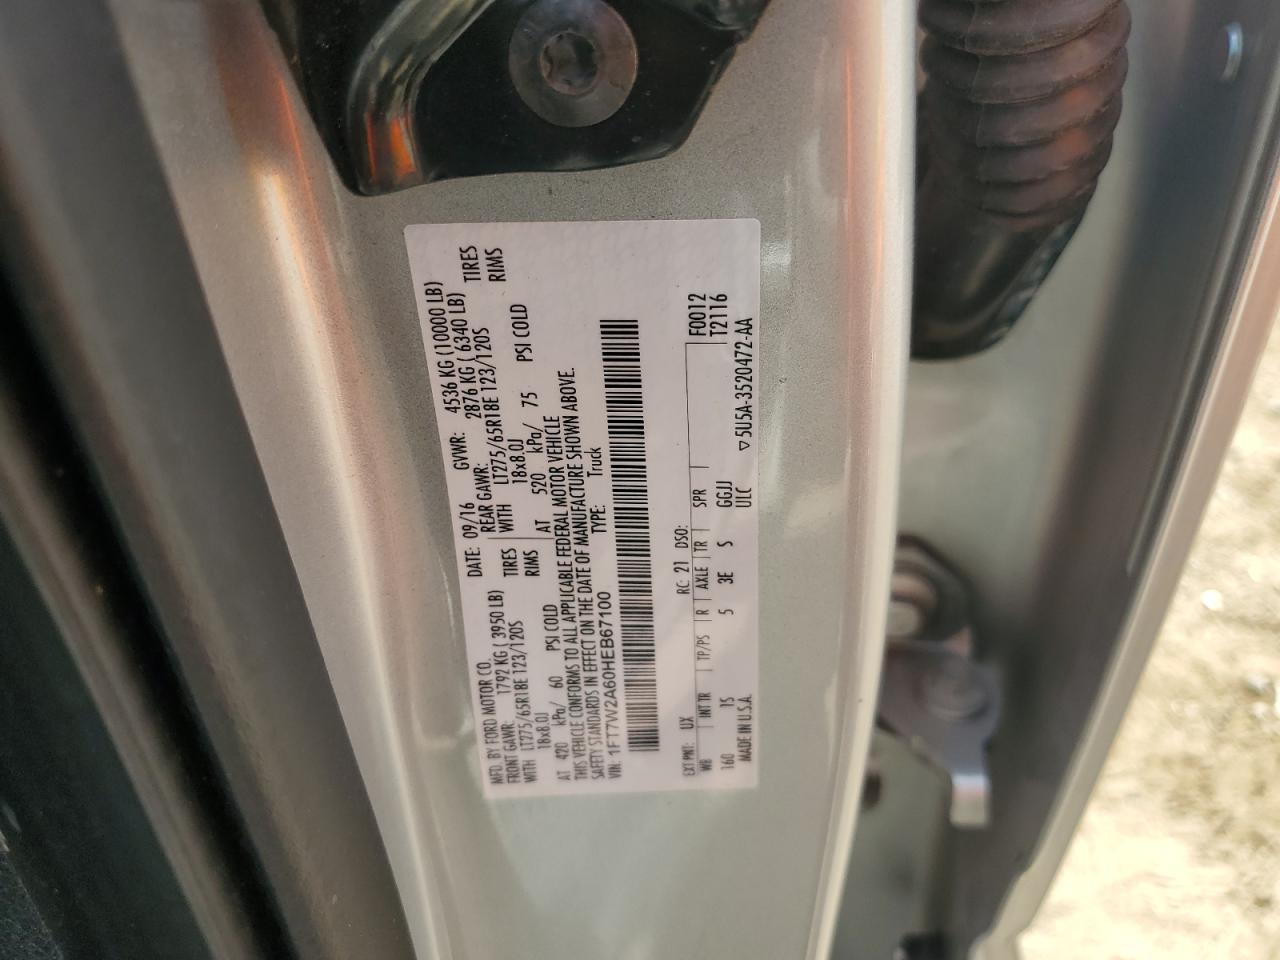 MFD. BY FORD MOTOR CO.
DATE: 09/16 GVWR: 4536 KG (10000 LB)
FRONT GAWR: 1792 KG ( 3950 LB) REAR GAWR: 2876 KG ( 6340 LB)
WITH LT275/65R18E 123/120S TIRES WITH LT275/65R18E 123/120S TIRES
18x8.0J RIMS 18x8.0J RIMS
AT 420 kPa/ 60 PSI COLD AT 520 kPa/ 75 PSI COLD
THIS VEHICLE CONFORMS TO ALL APPLICABLE FEDERAL MOTOR VEHICLE
SAFETY STANDARDS IN EFFECT ON THE DATE OF MANUFACTURE SHOWN ABOVE.
VIN: 1FT7W2A60HEB67100 TYPE: Truck
EXT PNT: UX RC: 21 DSO: F0012
WB INT TR TP/PS R AXLE TR SPR T2116
160 IS 5 3E S GGJJ
MADE IN U.S.A. ULC ▽5U5A-3520472-AA